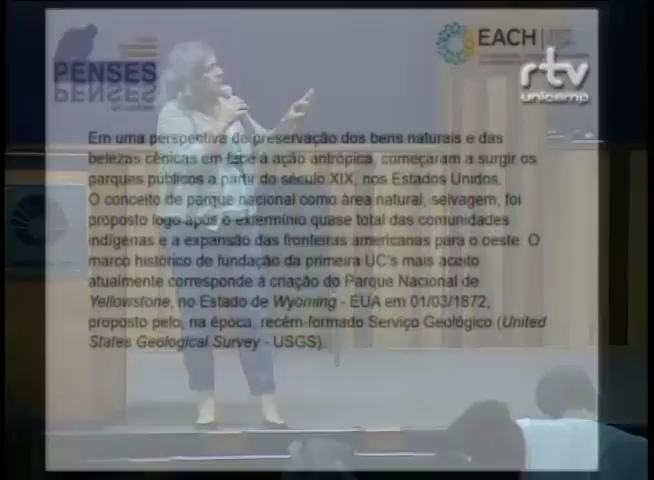 PENSES
EACH
rtv
unicamp
Em uma perspectiva de preservação dos bens naturais e das
belezas cênicas em face à ação antrópica, começaram a surgir os
parques públicos a partir do século XIX, nos Estados Unidos.
O conceito de parque nacional como área natural, selvagem, foi
proposto logo após o extermínio quase total das comunidades
indígenas e a expansão das fronteiras americanas para o oeste. O
marco histórico de fundação da primeira UC's mais aceito
atualmente corresponde à criação do Parque Nacional de
Yellowstone, no Estado de Wyoming - EUA em 01/03/1872,
proposto pelo, na época, recém-formado Serviço Geológico (United
States Geological Survey - USGS).